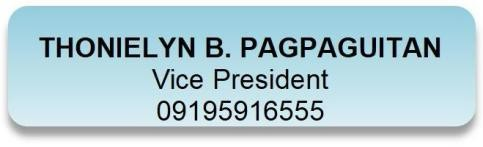 THONIELYN B. PAGPAGUITAN
Vice President
09195916555